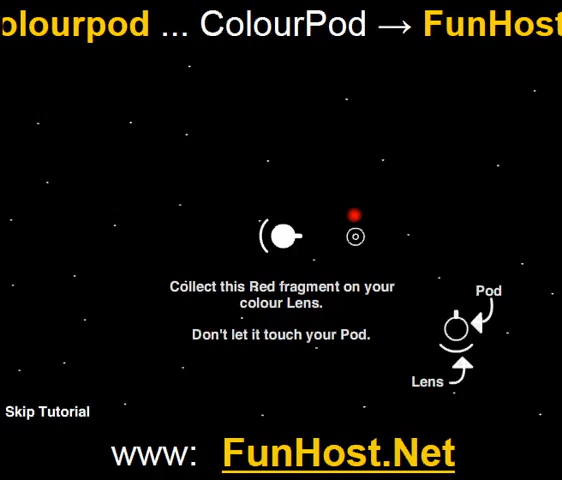 olourpod ... ColourPod → FunHost
Collect this Red fragment on your
colour Lens.
Don't let it touch your Pod.
Pod
Lens
Skip Tutorial
www: FunHost.Net